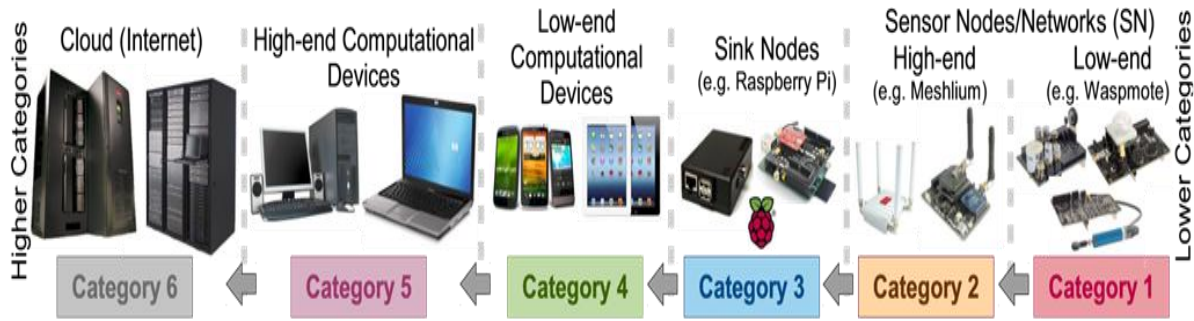 Higher Categories
Cloud (Internet)
High-end Computational
Devices
Low-end
Computational
Devices
Sink Nodes
(e.g. Raspberry Pi)
Sensor Nodes/Networks (SN)
High-end
(e.g. Meshlium)
Low-end
(e.g. Waspmote)
Lower Categories
Category 6
Category 5
Category 4
Category 3
Category 2
Category 1